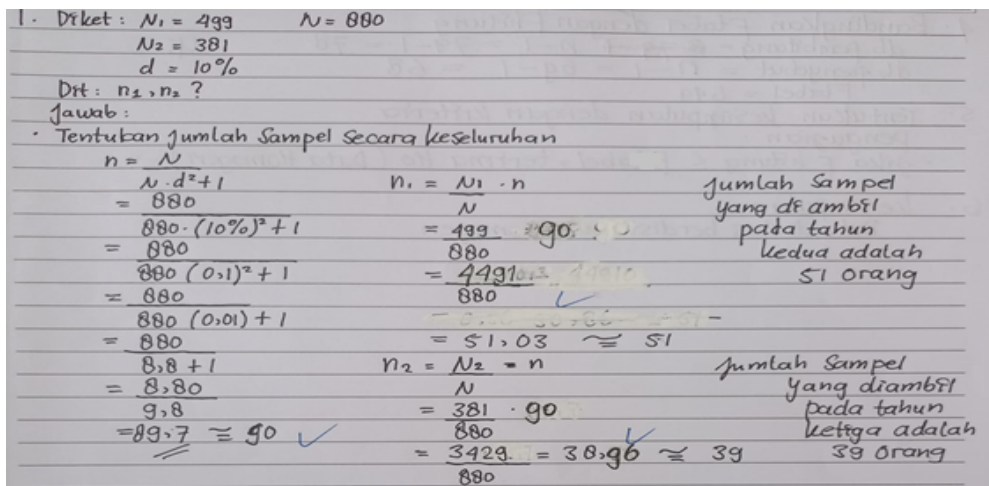 1. Diket : N₁ = 499 N = 880
N₂ = 381
d = 10%
Dit : n₁, n₂ ?
Jawab :
· Tentukan Jumlah Sampel Secara keseluruhan
n = N
N·d²+1
= 880
880·(10%)²+1
= 880
880 (0,1)²+1
= 880
880 (0,01)+1
= 880
8,8 + 1
= 8,80
9,8
=89,7 ≅ 90 ✓
n₁ = N₁ · n
N
= 499 · 90
880
= 4491
880 ✓
= 51,03 ≅ 51
Jumlah Sampel
yang di ambil
pada tahun
kedua adalah
51 orang
n₂ = N₂ · n
N
= 381 · 90
880 ✓
= 3429 = 38,96 ≅ 39
880
Jumlah Sampel
yang diambil
pada tahun
ketiga adalah
39 orang